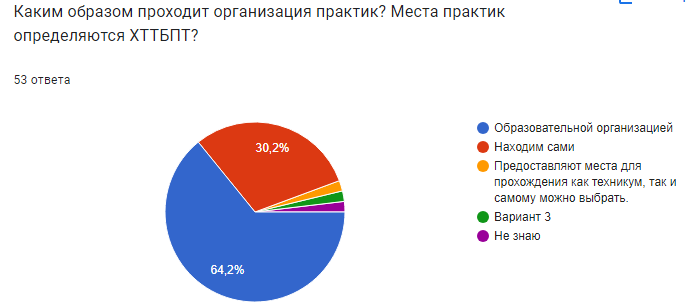 Каким образом проходит организация практик? Места практик
определяются ХТТБПТ?
53 ответа
30,2%
64,2%
Образовательной организацией
Находим сами
Предоставляют места для
прохождения как техникум, так и
самому можно выбрать.
Вариант 3
Не знаю